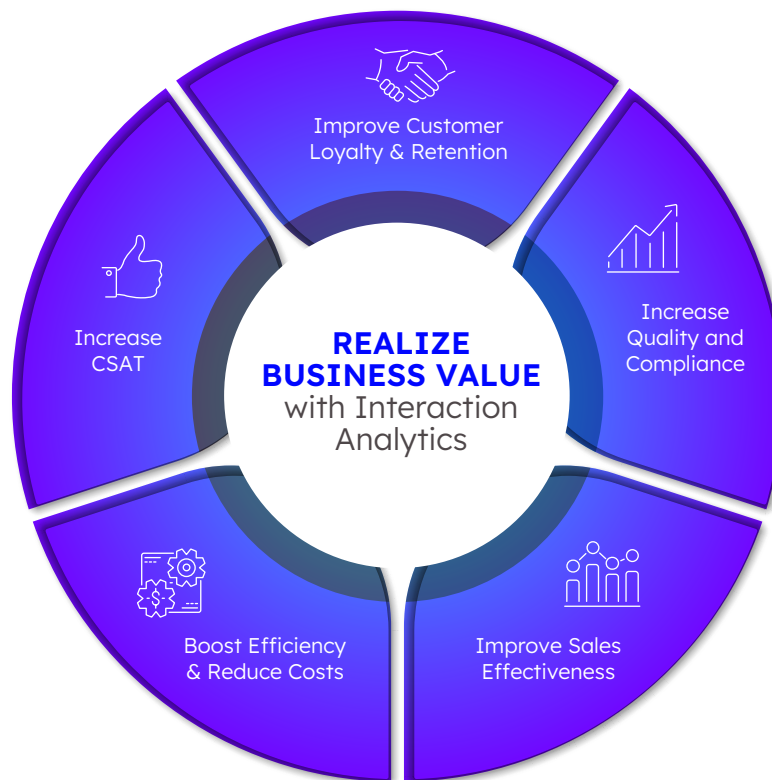 Improve Customer
Loyalty & Retention
Increase
Quality and
Compliance
Increase
CSAT
REALIZE
BUSINESS VALUE
with Interaction
Analytics
$
Boost Efficiency
& Reduce Costs
Improve Sales
Effectiveness